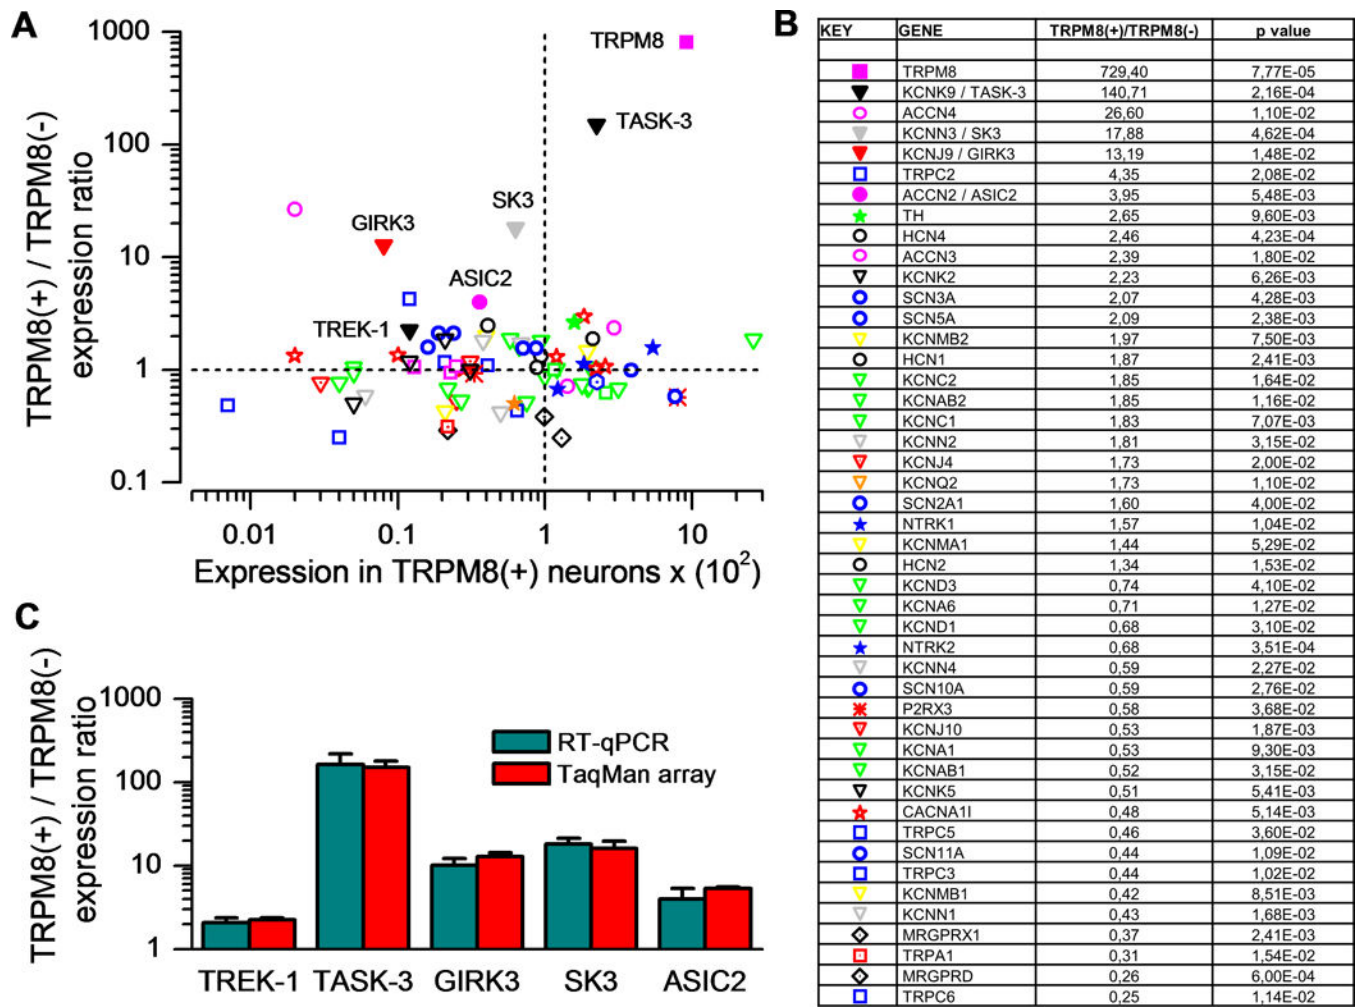 A
TRPM8(+) / TRPM8(-)
expression ratio
1000
100
10
1
0.1
TRPM8
TASK-3
SK3
GIRK3
ASIC2
TREK-1
0.01 0.1 1 10
Expression in TRPM8(+) neurons x (10²)
B
KEY GENE TRPM8(+)/TRPM8(-) p value
TRPM8 729,40 7,77E-05
KCNK9 / TASK-3 140,71 2,16E-04
ACCN4 26,60 1,10E-02
KCNN3 / SK3 17,88 4,62E-04
KCNJ9 / GIRK3 13,19 1,48E-02
TRPC2 4,35 2,08E-02
ACCN2 / ASIC2 3,95 5,48E-03
TH 2,65 9,60E-03
HCN4 2,46 4,23E-04
ACCN3 2,39 1,80E-02
KCNK2 2,23 6,26E-03
SCN3A 2,07 4,28E-03
SCN5A 2,09 2,38E-03
KCNMB2 1,97 7,50E-03
HCN1 1,87 2,41E-03
KCNC2 1,85 1,64E-02
KCNAB2 1,85 1,16E-02
KCNC1 1,83 7,07E-03
KCNN2 1,81 3,15E-02
KCNJ4 1,73 2,00E-02
KCNQ2 1,73 1,10E-02
SCN2A1 1,60 4,00E-02
NTRK1 1,57 1,04E-02
KCNMA1 1,44 5,29E-02
HCN2 1,34 1,53E-02
KCND3 0,74 4,10E-02
KCNA6 0,71 1,27E-02
KCND1 0,68 3,10E-02
NTRK2 0,68 3,51E-04
KCNN4 0,59 2,27E-02
SCN10A 0,59 2,76E-02
P2RX3 0,58 3,68E-02
KCNJ10 0,53 1,87E-03
KCNA1 0,53 9,30E-03
KCNAB1 0,52 3,15E-02
KCNK5 0,51 5,41E-03
CACNA1I 0,48 5,14E-03
TRPC5 0,46 3,60E-02
SCN11A 0,44 1,09E-02
TRPC3 0,44 1,02E-02
KCNMB1 0,42 8,51E-03
KCNN1 0,43 1,68E-03
MRGPRX1 0,37 2,41E-03
TRPA1 0,31 1,54E-02
MRGPRD 0,26 6,00E-04
TRPC6 0,25 1,14E-02
C
TRPM8(+) / TRPM8(-)
expression ratio
1000
100
10
1
RT-qPCR
TaqMan array
TREK-1 TASK-3 GIRK3 SK3 ASIC2